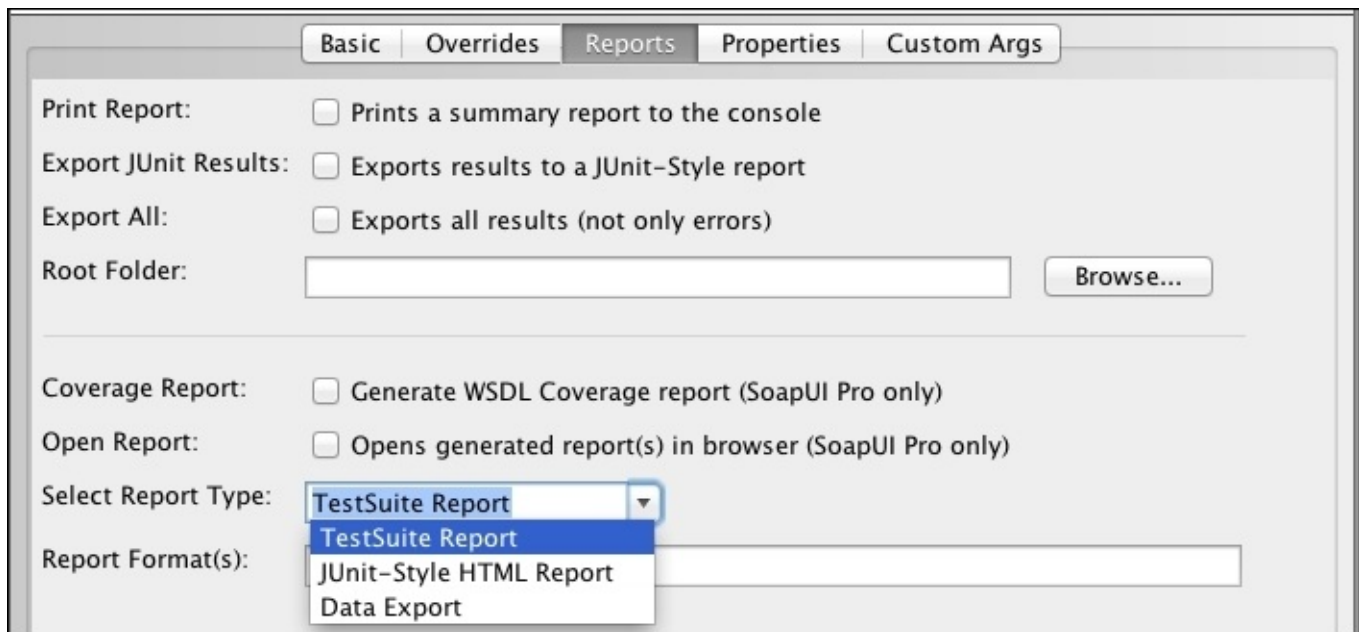 Basic Overrides Reports Properties Custom Args
Print Report: Prints a summary report to the console
Export JUnit Results: Exports results to a JUnit-Style report
Export All: Exports all results (not only errors)
Root Folder: Browse...
Coverage Report: Generate WSDL Coverage report (SoapUI Pro only)
Open Report: Opens generated report(s) in browser (SoapUI Pro only)
Select Report Type: TestSuite Report
TestSuite Report
Report Format(s): JUnit-Style HTML Report
Data Export